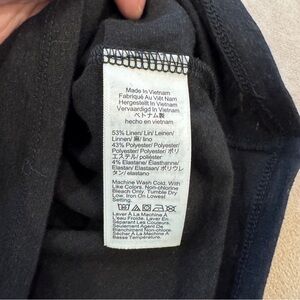 Made In Vietnam
Fabriqué Au Viêt Nam
Hergestellt In Vietnam
Vervaardigd In Vietnam
ベトナム製
hecho en vietnam
53% Linen/Lin/Leinen/
Linnen/麻/lino
43% Polyester/Polyester/
Polyester/Polyester/ポリ
エステル/poliéster
4% Elastane/Elasthanne/
Elastan/Elastaan/ポリウレ
タン/elastano
Machine Wash Cold, With
Like Colors. Non-chlorine
Bleach Only. Tumble Dry
Low. Iron On Lowest
Setting.
Laver À La Machine À
L'eau Froide. Laver En
Séparant Les Couleurs.
Seulement Agent De
Blanchiment Non-chloré.
Sécher À La Machine À
Basse Température.